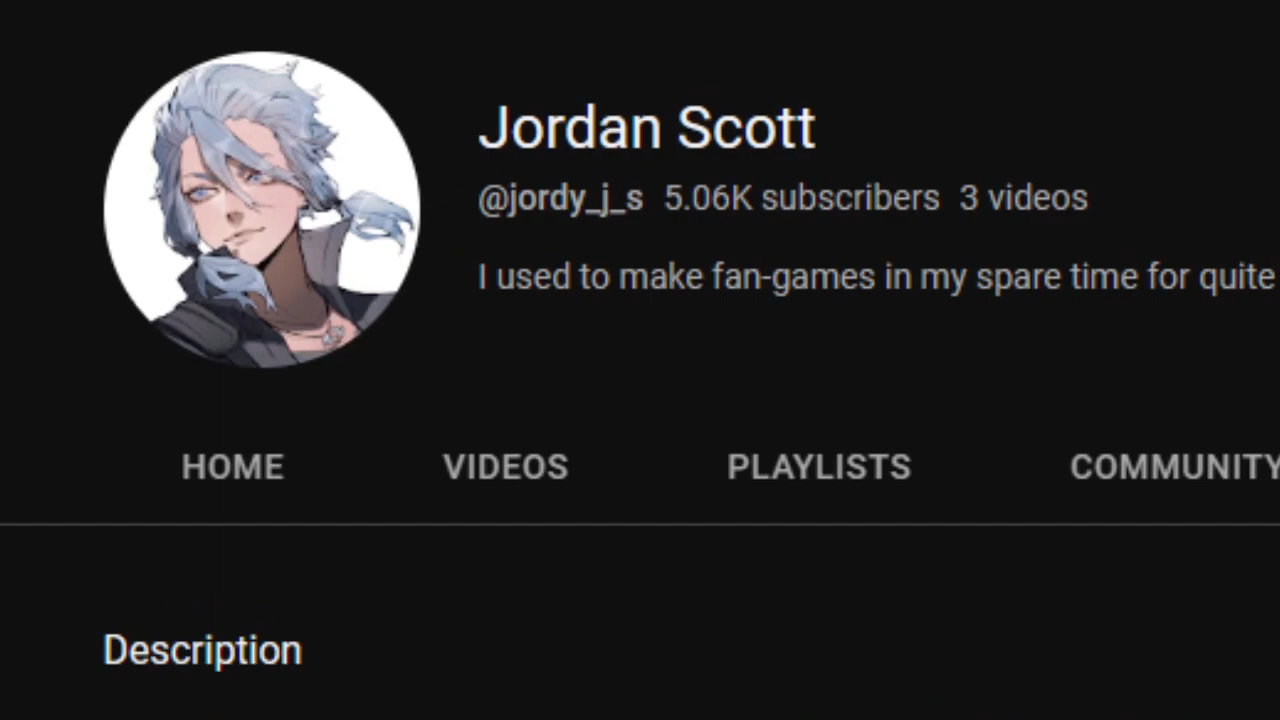 Jordan Scott
@jordy_j_s 5.06K subscribers 3 videos
I used to make fan-games in my spare time for quite
HOME VIDEOS PLAYLISTS COMMUNITY
Description